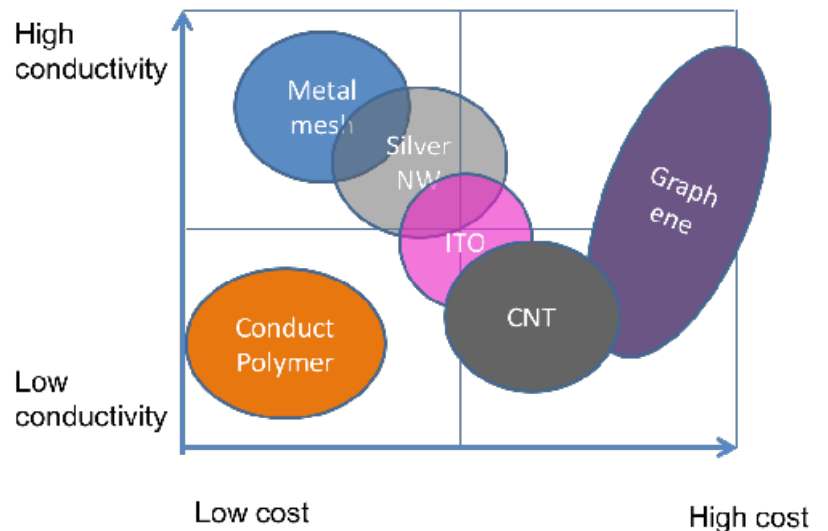 High
conductivity
Metal
mesh
Silver
NW
Graph
ene
ITO
CNT
Conduct
Polymer
Low
conductivity
Low cost
High cost